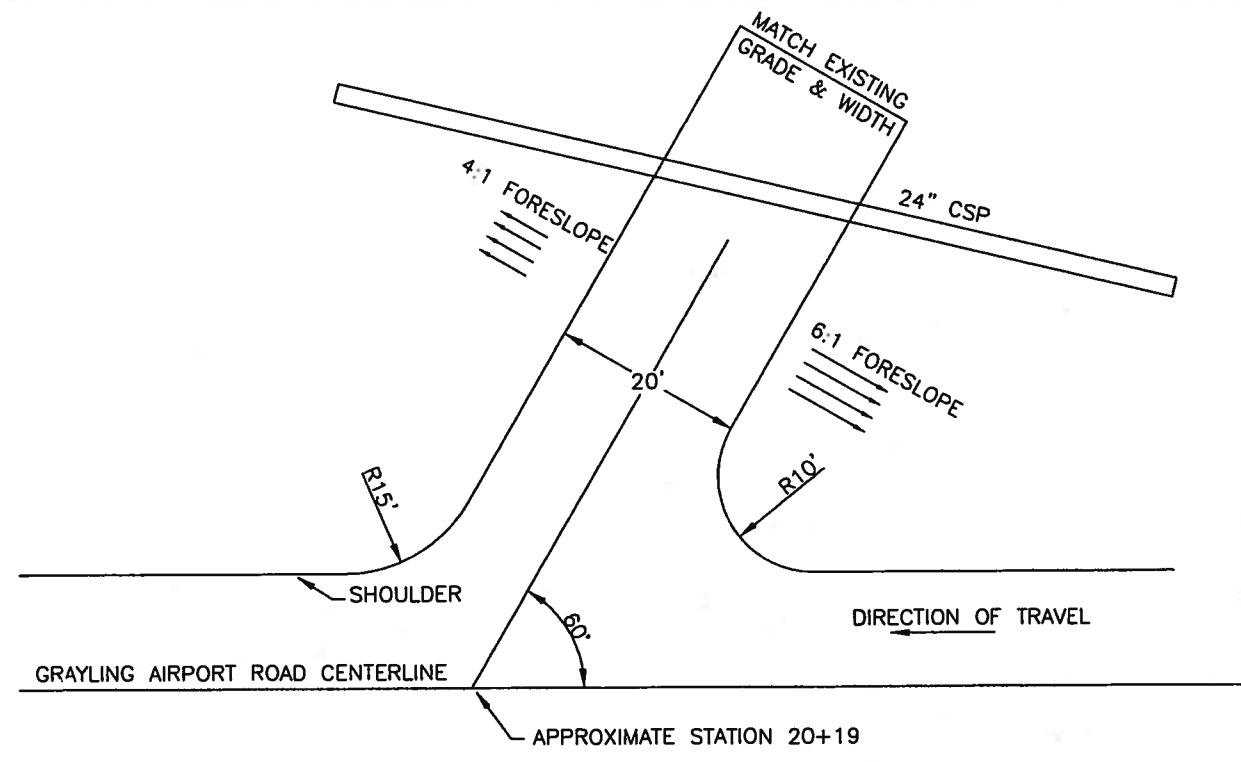 MATCH EXISTING
GRADE & WIDTH
4:1 FORESLOPE
24" CSP
6:1 FORESLOPE
20'
R15'
R10'
SHOULDER
60'
DIRECTION OF TRAVEL
GRAYLING AIRPORT ROAD CENTERLINE
APPROXIMATE STATION 20+19